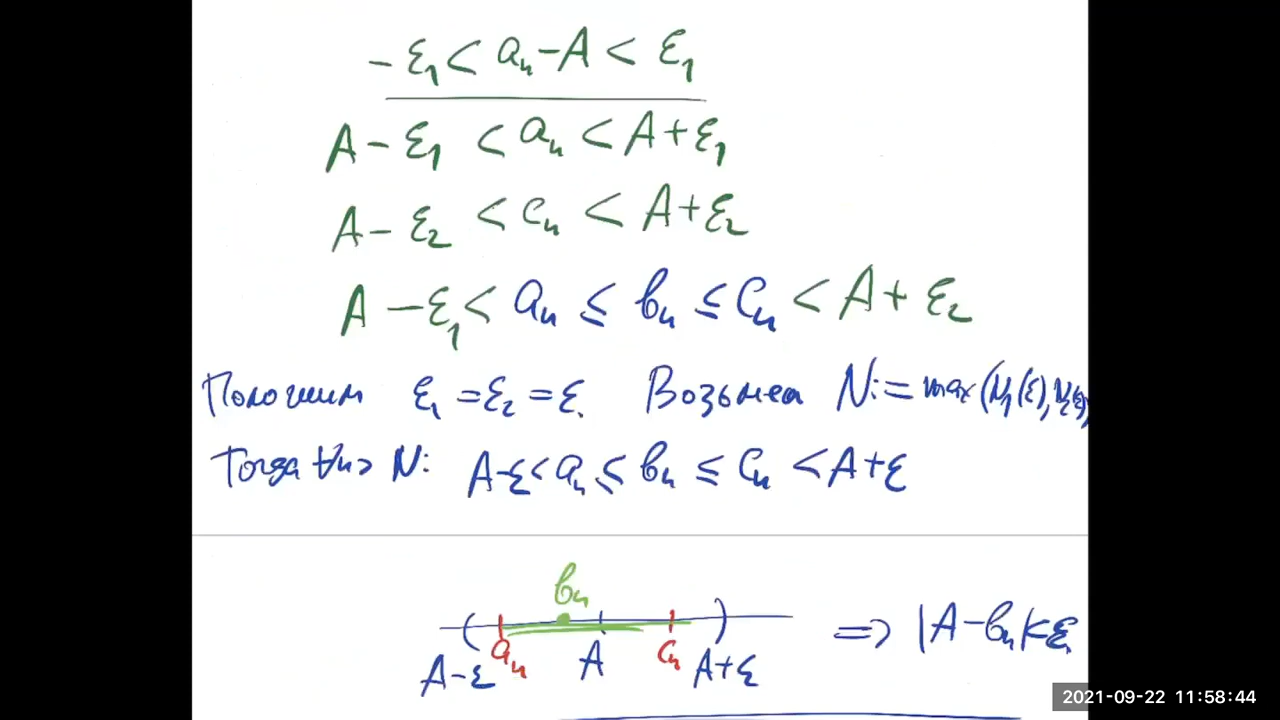 -ε₁ < aₙ - A < ε₁
A - ε₁ < aₙ < A + ε₁
A - ε₂ < cₙ < A + ε₂
A - ε₁ < aₙ ≤ bₙ ≤ cₙ < A + ε₂
Положим ε₁ = ε₂ = ε. Возьмем N := max(N₁(ε), N₂(ε)
Тогда ∀n > N: A - ε < aₙ ≤ bₙ ≤ cₙ < A + ε
bₙ
aₙ A cₙ
A - ε A + ε
⇒ |A - bₙ| < ε
2021-09-22 11:58:44